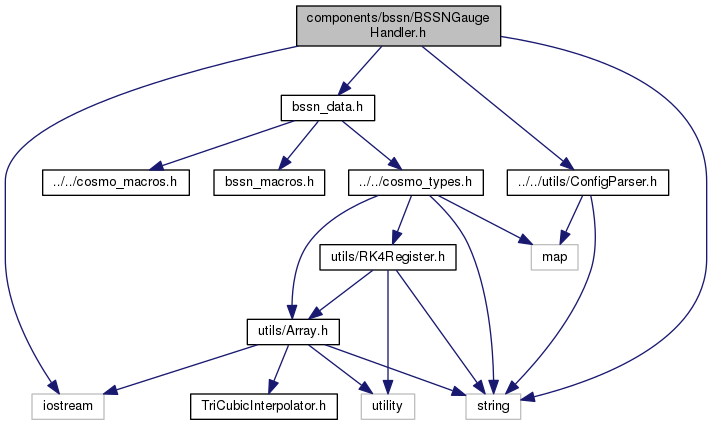 components/bssn/BSSNGauge
Handler.h
bssn_data.h
../../cosmo_macros.h
bssn_macros.h
../../cosmo_types.h
../../utils/ConfigParser.h
utils/RK4Register.h
map
utils/Array.h
iostream
TriCubicInterpolator.h
utility
string